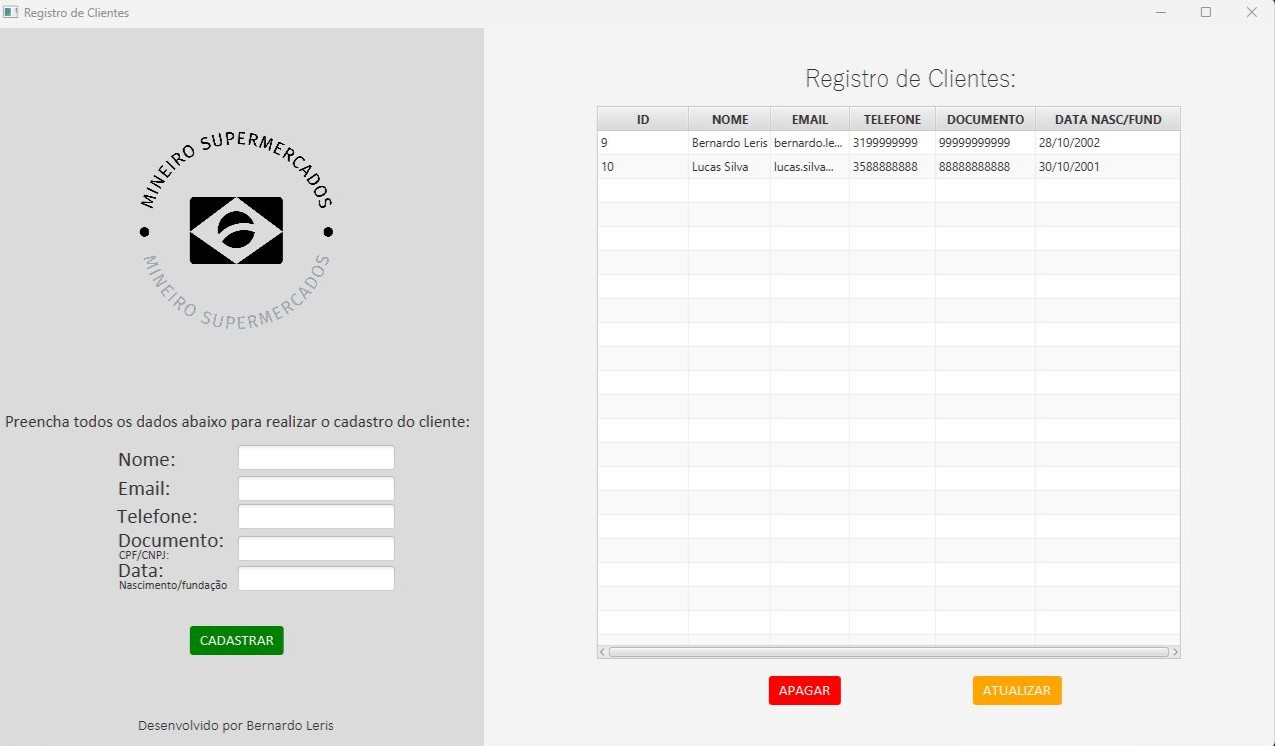 Registro de Clientes
MINEIRO SUPERMERCADOS
MINEIRO SUPERMERCADOS
Preencha todos os dados abaixo para realizar o cadastro do cliente:
Nome:
Email:
Telefone:
Documento:
CPF/CNPJ:
Data:
Nascimento/fundação
CADASTRAR
Desenvolvido por Bernardo Leris
Registro de Clientes:
ID NOME EMAIL TELEFONE DOCUMENTO DATA NASC/FUND
9 Bernardo Leris bernardo.le... 3199999999 99999999999 28/10/2002
10 Lucas Silva lucas.silva... 3588888888 88888888888 30/10/2001
APAGAR ATUALIZAR